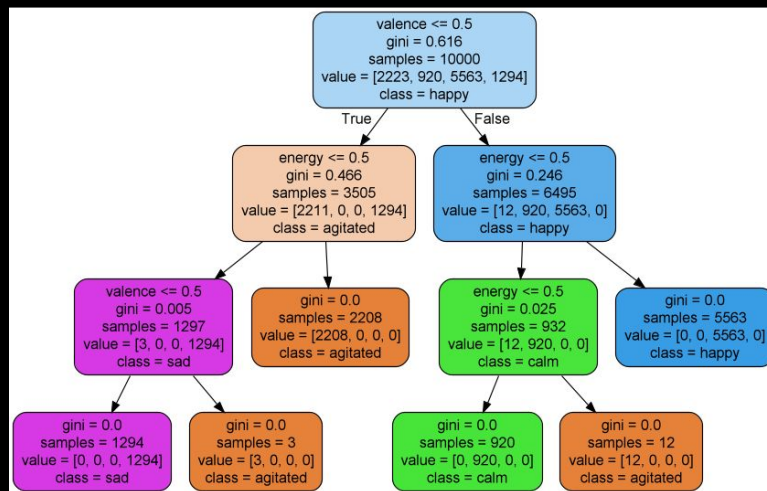 valence <= 0.5
gini = 0.616
samples = 10000
value = [2223, 920, 5563, 1294]
class = happy
True
False
energy <= 0.5
gini = 0.466
samples = 3505
value = [2211, 0, 0, 1294]
class = agitated
energy <= 0.5
gini = 0.246
samples = 6495
value = [12, 920, 5563, 0]
class = happy
valence <= 0.5
gini = 0.005
samples = 1297
value = [3, 0, 0, 1294]
class = sad
gini = 0.0
samples = 2208
value = [2208, 0, 0, 0]
class = agitated
energy <= 0.5
gini = 0.025
samples = 932
value = [12, 920, 0, 0]
class = calm
gini = 0.0
samples = 5563
value = [0, 0, 5563, 0]
class = happy
gini = 0.0
samples = 1294
value = [0, 0, 0, 1294]
class = sad
gini = 0.0
samples = 3
value = [3, 0, 0, 0]
class = agitated
gini = 0.0
samples = 920
value = [0, 920, 0, 0]
class = calm
gini = 0.0
samples = 12
value = [12, 0, 0, 0]
class = agitated